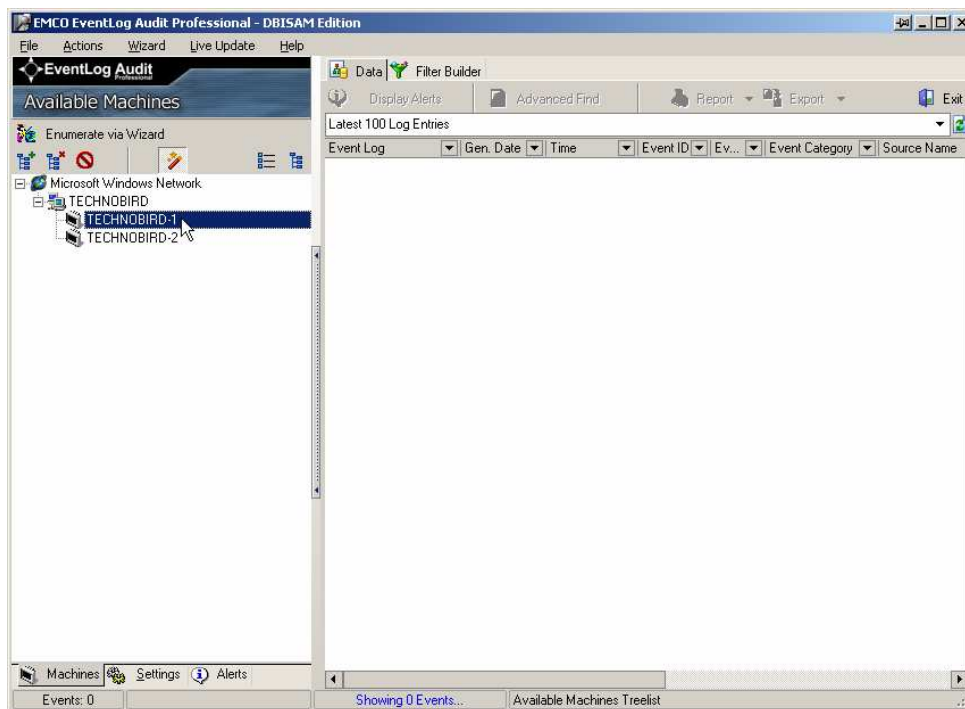 EMCO EventLog Audit Professional - DBISAM Edition
File Actions Wizard Live Update Help
EventLog Audit
Professional
Available Machines
Enumerate via Wizard
Microsoft Windows Network
TECHNOBIRD
TECHNOBIRD-1
TECHNOBIRD-2
Machines Settings Alerts
Data Filter Builder
Display Alerts Advanced Find Report Export Exit
Latest 100 Log Entries
Event Log Gen. Date Time Event ID Ev... Event Category Source Name
Events: 0 Showing 0 Events... Available Machines Treelist